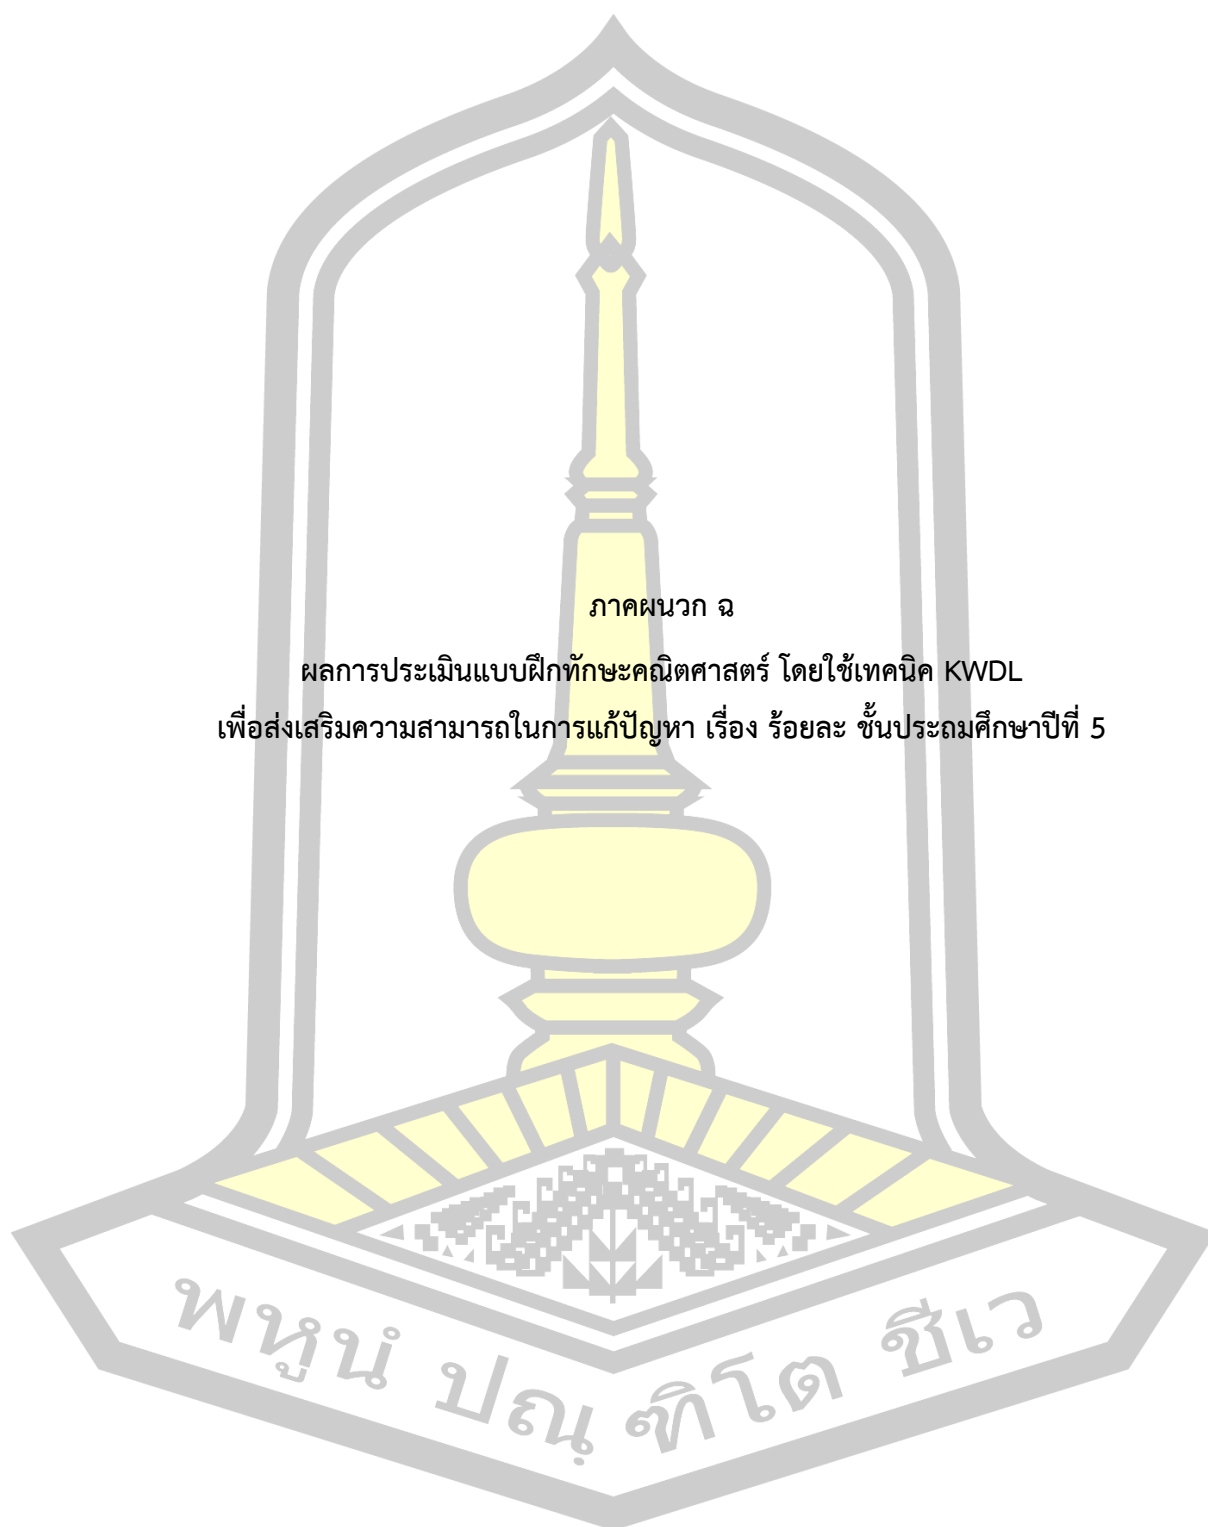 ภาคผนวก ฉ
ผลการประเมินแบบฝึกทักษะคณิตศาสตร์ โดยใช้เทคนิค KWDL
เพื่อส่งเสริมความสามารถในการแก้ปัญหา เรื่อง ร้อยละ ชั้นประถมศึกษาปีที่ 5
พหูนํ ปณฺฑิโต ชีเว